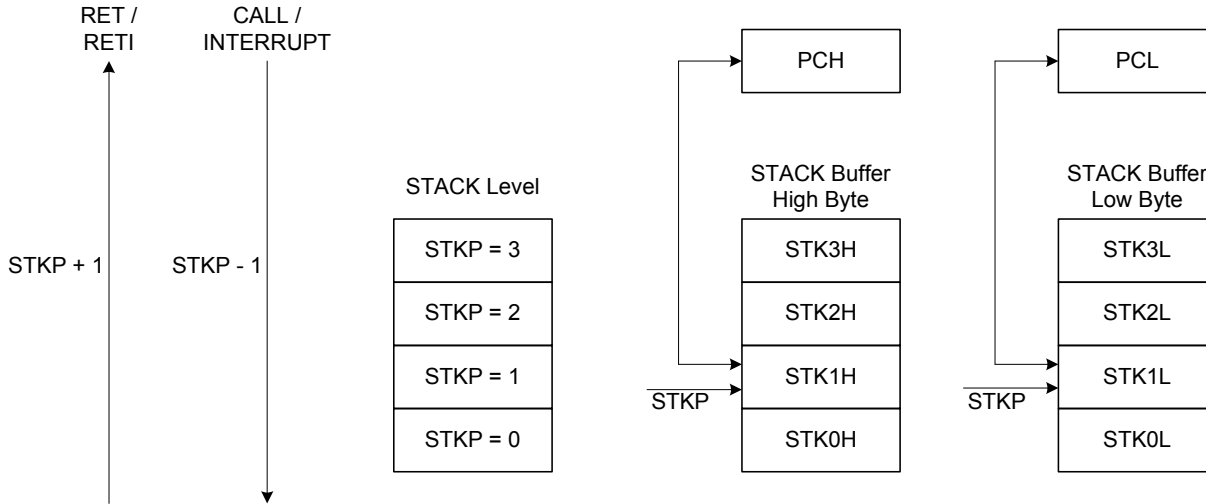 RET /
RETI
CALL /
INTERRUPT
STKP + 1
STKP - 1
STACK Level
STKP = 3
STKP = 2
STKP = 1
STKP = 0
PCH
STACK Buffer
High Byte
STK3H
STK2H
STK1H
STK0H
STKP
PCL
STACK Buffer
Low Byte
STK3L
STK2L
STK1L
STK0L
STKP